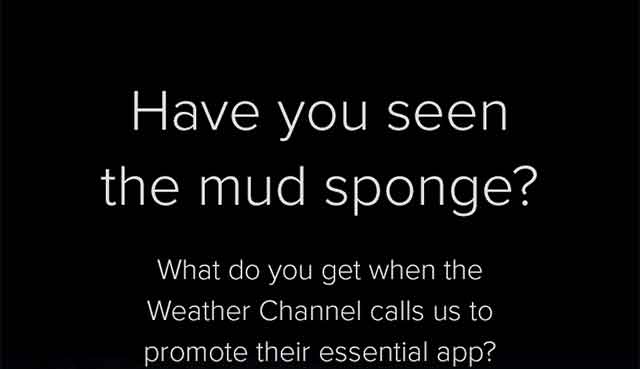 Have you seen
the mud sponge?
What do you get when the
Weather Channel calls us to
promote their essential app?